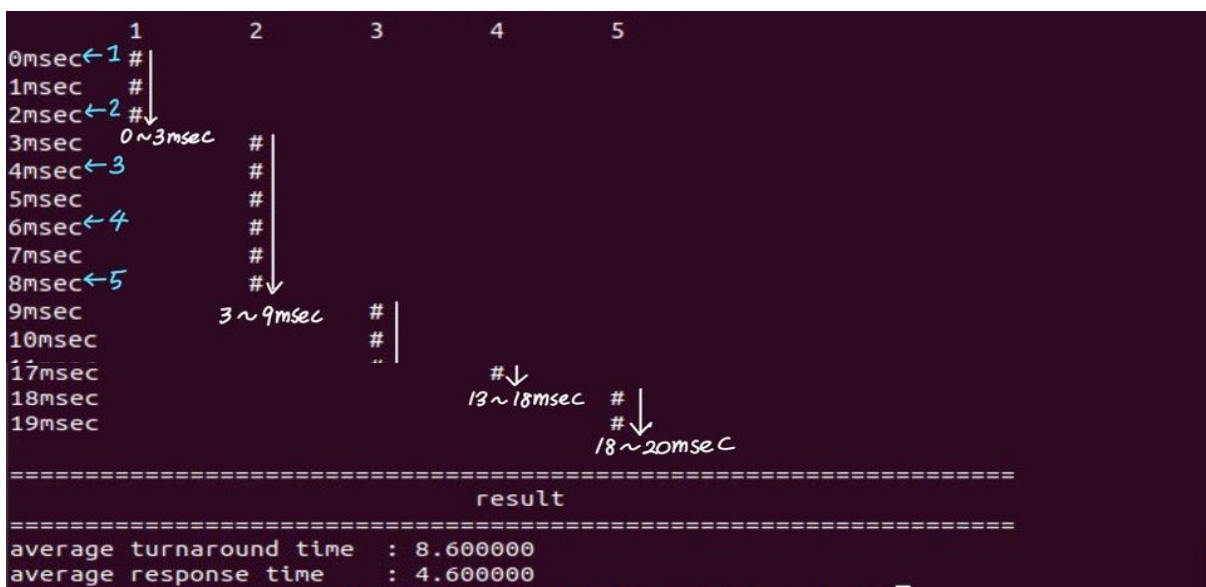 1 2 3 4 5
0msec ←1 #
1msec #
2msec ←2 #
3msec 0~3msec #
4msec ←3 #
5msec #
6msec ←4 #
7msec #
8msec ←5 #
9msec 3~9msec #
10msec #
17msec #
18msec 13~18msec #
19msec #
18~20msec
====================================================================
result
====================================================================
average turnaround time : 8.600000
average response time : 4.600000